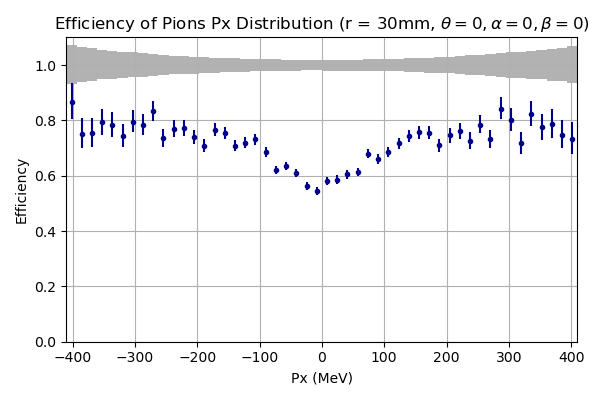 Efficiency of Pions Px Distribution (r = 30mm, θ = 0, α = 0, β = 0)
1.0
0.8
0.6
0.4
0.2
0.0
Efficiency
−400 −300 −200 −100 0 100 200 300 400
Px (MeV)